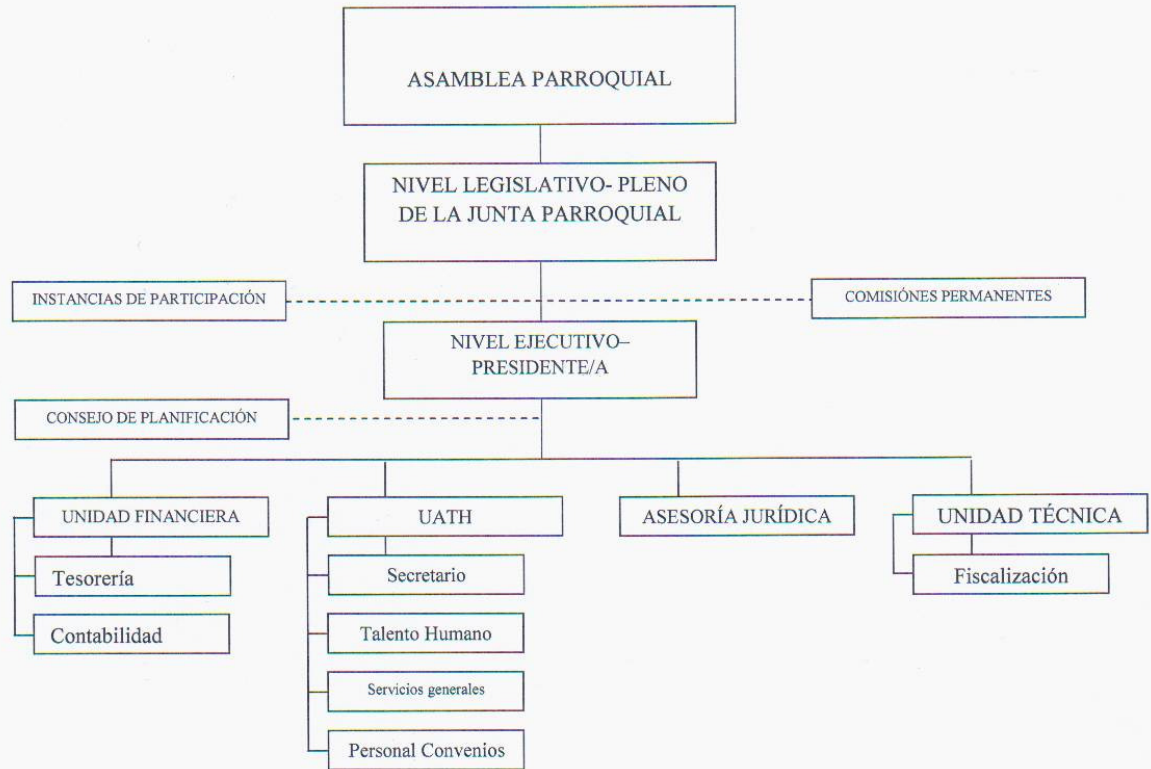 ASAMBLEA PARROQUIAL
NIVEL LEGISLATIVO- PLENO
DE LA JUNTA PARROQUIAL
INSTANCIAS DE PARTICIPACIÓN
COMISIÓNES PERMANENTES
NIVEL EJECUTIVO–
PRESIDENTE/A
CONSEJO DE PLANIFICACIÓN
UNIDAD FINANCIERA
UATH
ASESORÍA JURÍDICA
UNIDAD TÉCNICA
Tesorería
Secretario
Fiscalización
Contabilidad
Talento Humano
Servicios generales
Personal Convenios